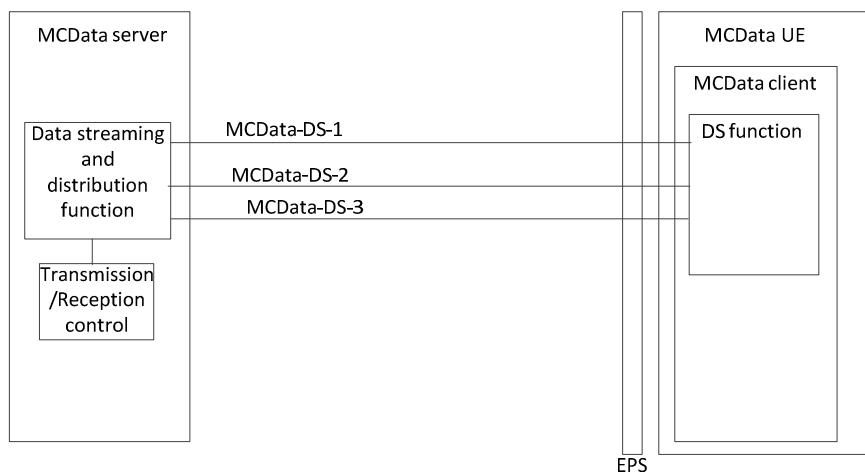 MCData server
MCData UE
MCData client
Data streaming
and
distribution
function
MCData-DS-1
MCData-DS-2
MCData-DS-3
DS function
Transmission
/Reception
control
EPS